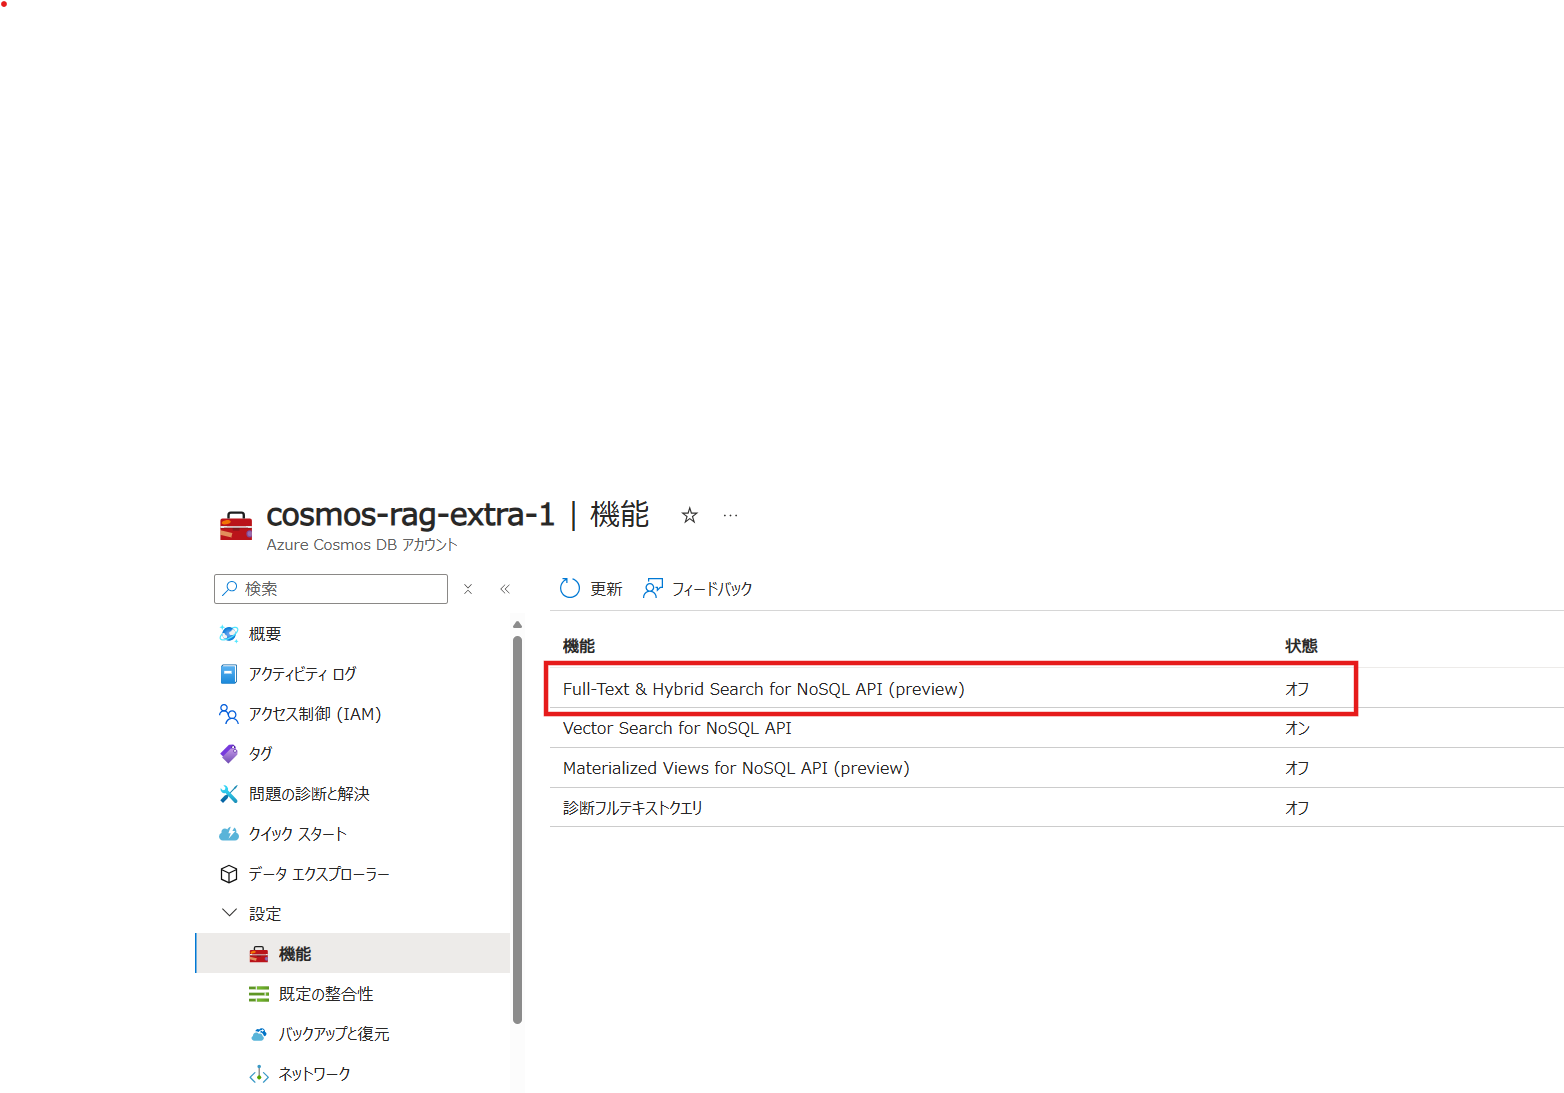 cosmos-rag-extra-1 | 機能
Azure Cosmos DB アカウント
検索
概要
アクティビティ ログ
アクセス制御 (IAM)
タグ
問題の診断と解決
クイック スタート
データ エクスプローラー
設定
機能
既定の整合性
バックアップと復元
ネットワーク
更新 フィードバック
機能 状態
Full-Text & Hybrid Search for NoSQL API (preview) オフ
Vector Search for NoSQL API オン
Materialized Views for NoSQL API (preview) オフ
診断フルテキストクエリ オフ